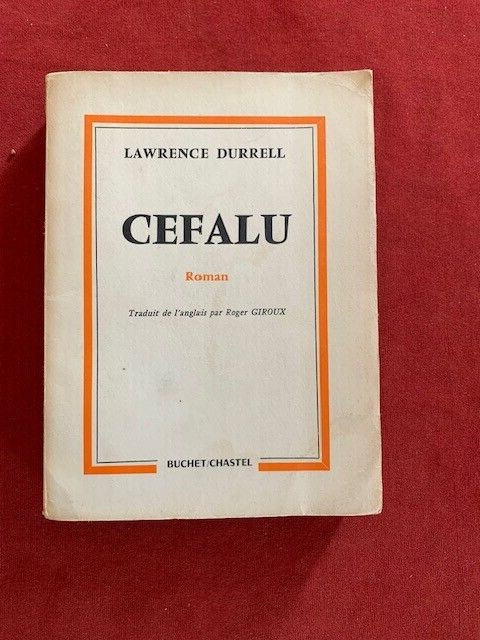 LAWRENCE DURRELL
CEFALU
Roman
Traduit de l'anglais par Roger GIROUX
BUCHET/CHASTEL